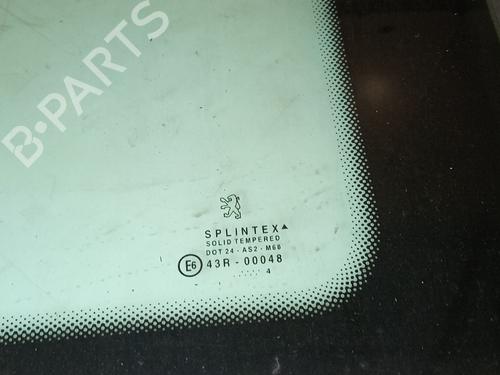 B-PARTS
SPLINTEX
SOLID TEMPERED
DOT 24 - AS2 - M68
E6 43R - 00048
..... 4